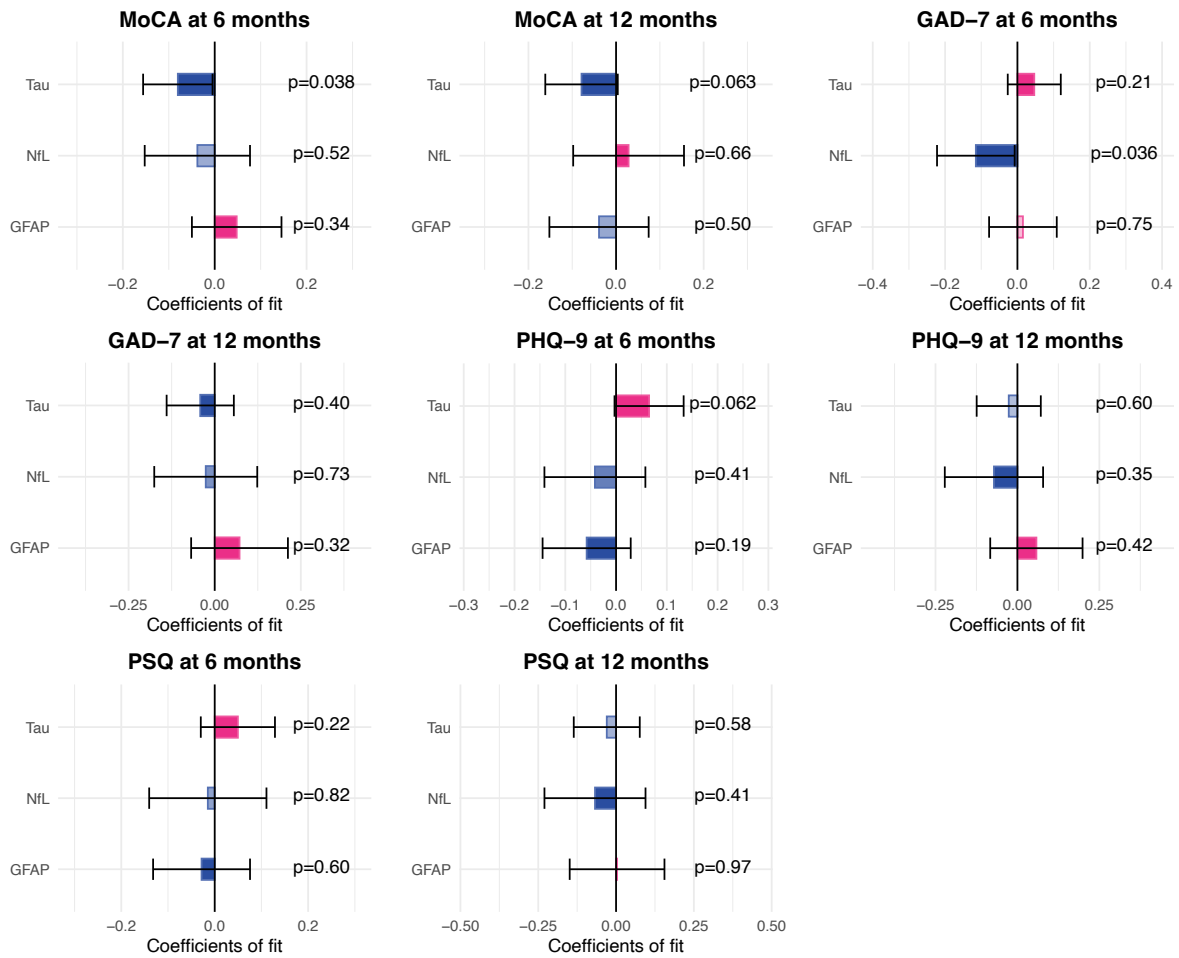 MoCA at 6 months
Tau
p=0.038
NfL
p=0.52
GFAP
p=0.34
−0.2 0.0 0.2
Coefficients of fit
MoCA at 12 months
Tau
p=0.063
NfL
p=0.66
GFAP
p=0.50
−0.2 0.0 0.2
Coefficients of fit
GAD−7 at 6 months
Tau
p=0.21
NfL
p=0.036
GFAP
p=0.75
−0.4 −0.2 0.0 0.2 0.4
Coefficients of fit
GAD−7 at 12 months
Tau
p=0.40
NfL
p=0.73
GFAP
p=0.32
−0.25 0.00 0.25
Coefficients of fit
PHQ−9 at 6 months
Tau
p=0.062
NfL
p=0.41
GFAP
p=0.19
−0.3 −0.2 −0.1 0.0 0.1 0.2 0.3
Coefficients of fit
PHQ−9 at 12 months
Tau
p=0.60
NfL
p=0.35
GFAP
p=0.42
−0.25 0.00 0.25
Coefficients of fit
PSQ at 6 months
Tau
p=0.22
NfL
p=0.82
GFAP
p=0.60
−0.2 0.0 0.2
Coefficients of fit
PSQ at 12 months
Tau
p=0.58
NfL
p=0.41
GFAP
p=0.97
−0.50 −0.25 0.00 0.25 0.50
Coefficients of fit